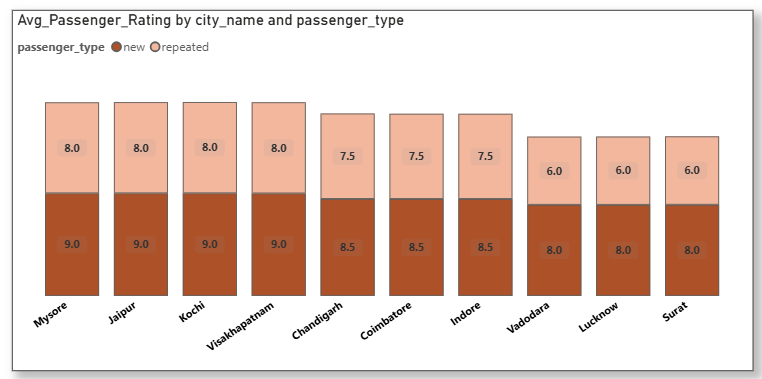 Avg_Passenger_Rating by city_name and passenger_type
passenger_type new repeated
8.0 8.0 8.0 8.0 7.5 7.5 7.5 6.0 6.0 6.0
9.0 9.0 9.0 9.0 8.5 8.5 8.5 8.0 8.0 8.0
Mysore Jaipur Kochi Visakhapatnam Chandigarh Coimbatore Indore Vadodara Lucknow Surat